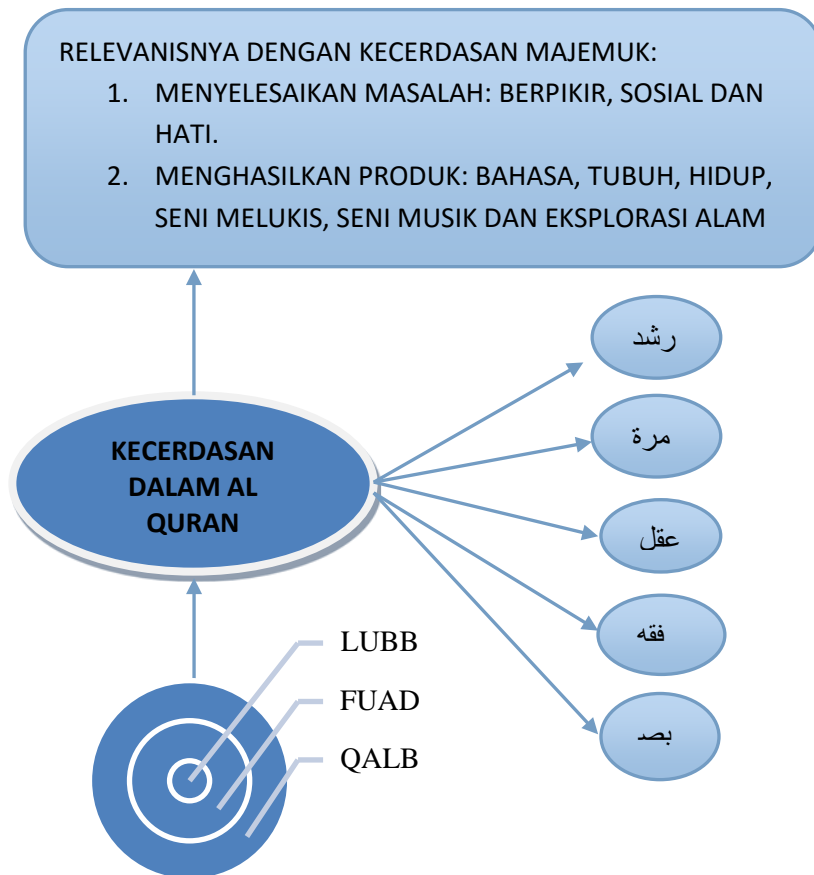 RELEVANISNYA DENGAN KECERDASAN MAJEMUK:
1. MENYELESAIKAN MASALAH: BERPIKIR, SOSIAL DAN
HATI.
2. MENGHASILKAN PRODUK: BAHASA, TUBUH, HIDUP,
SENI MELUKIS, SENI MUSIK DAN EKSPLORASI ALAM
رشد
مرة
KECERDASAN
DALAM AL
QURAN
عقل
فقه
LUBB
FUAD
بصـ
QALB